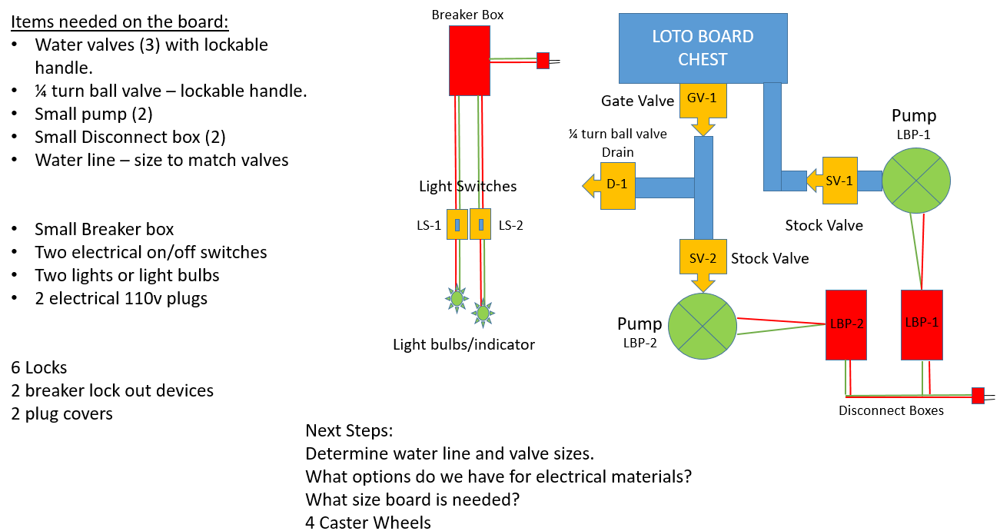 Items needed on the board:
• Water valves (3) with lockable
handle.
• ¼ turn ball valve – lockable handle.
• Small pump (2)
• Small Disconnect box (2)
• Water line – size to match valves
• Small Breaker box
• Two electrical on/off switches
• Two lights or light bulbs
• 2 electrical 110v plugs
6 Locks
2 breaker lock out devices
2 plug covers
Breaker Box
Light Switches
LS-1
LS-2
Light bulbs/indicator
LOTO BOARD
CHEST
Gate Valve
GV-1
¼ turn ball valve
Drain
D-1
SV-2
Stock Valve
Pump
LBP-2
Pump
LBP-1
SV-1
Stock Valve
LBP-2
LBP-1
Disconnect Boxes
Next Steps:
Determine water line and valve sizes.
What options do we have for electrical materials?
What size board is needed?
4 Caster Wheels